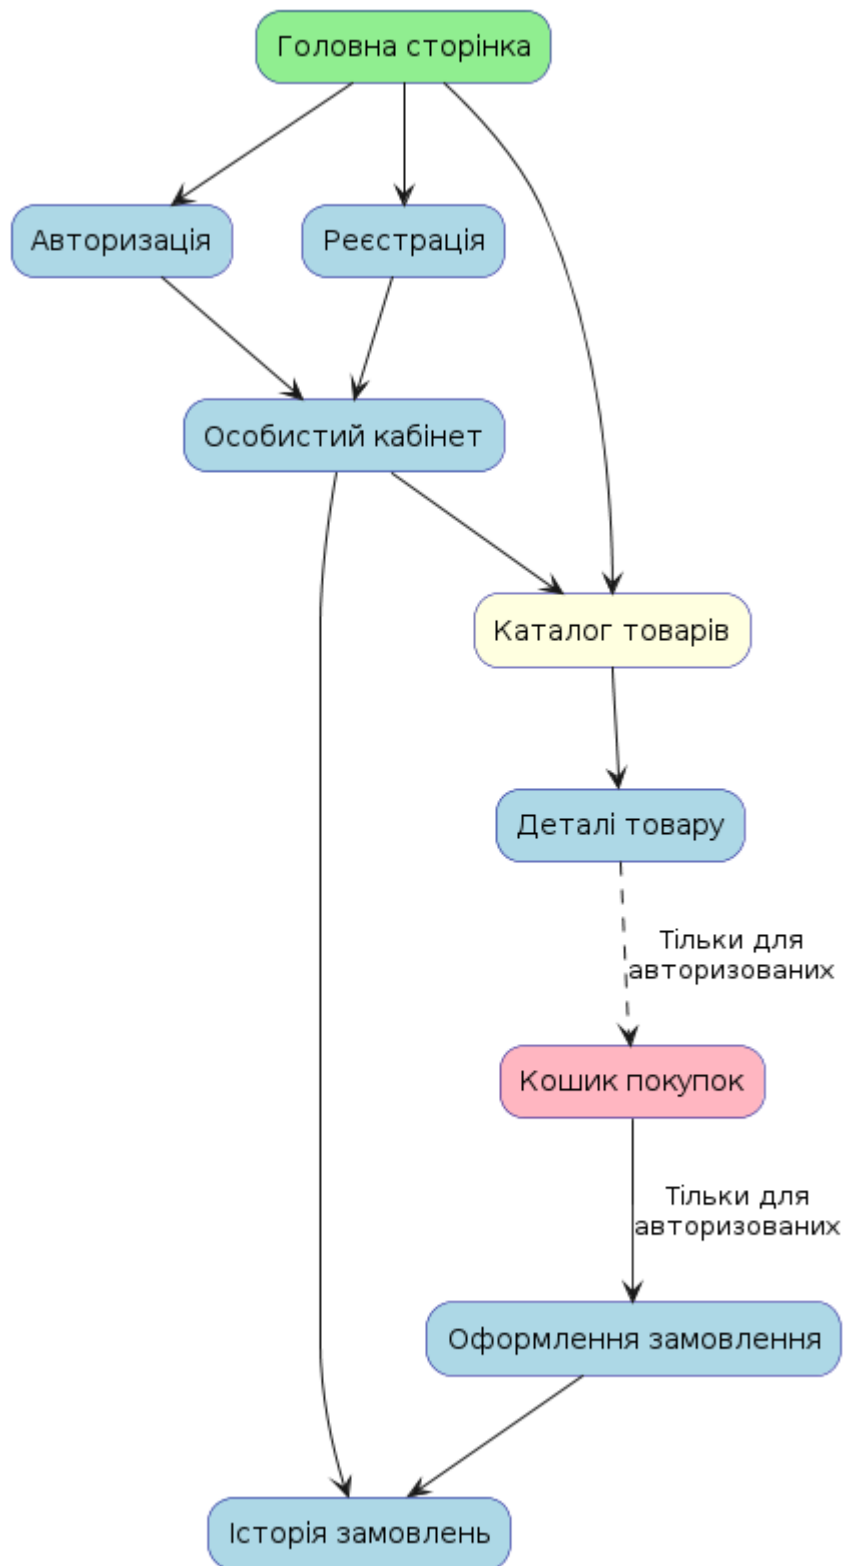 Головна сторінка
Авторизація
Реєстрація
Особистий кабінет
Каталог товарів
Деталі товару
Тільки для
авторизованих
Кошик покупок
Тільки для
авторизованих
Оформлення замовлення
Історія замовлень